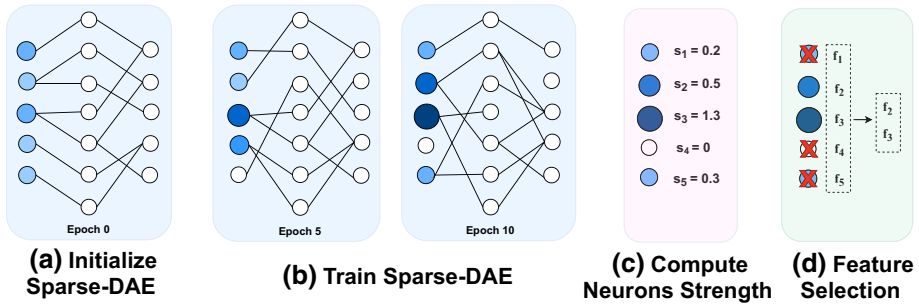 Epoch 0
Epoch 5
Epoch 10
s₁ = 0.2
s₂ = 0.5
s₃ = 1.3
s₄ = 0
s₅ = 0.3
f₁
f₂
f₃
f₄
f₅
f₂
f₃
(a) Initialize
Sparse-DAE
(b) Train Sparse-DAE
(c) Compute
Neurons Strength
(d) Feature
Selection